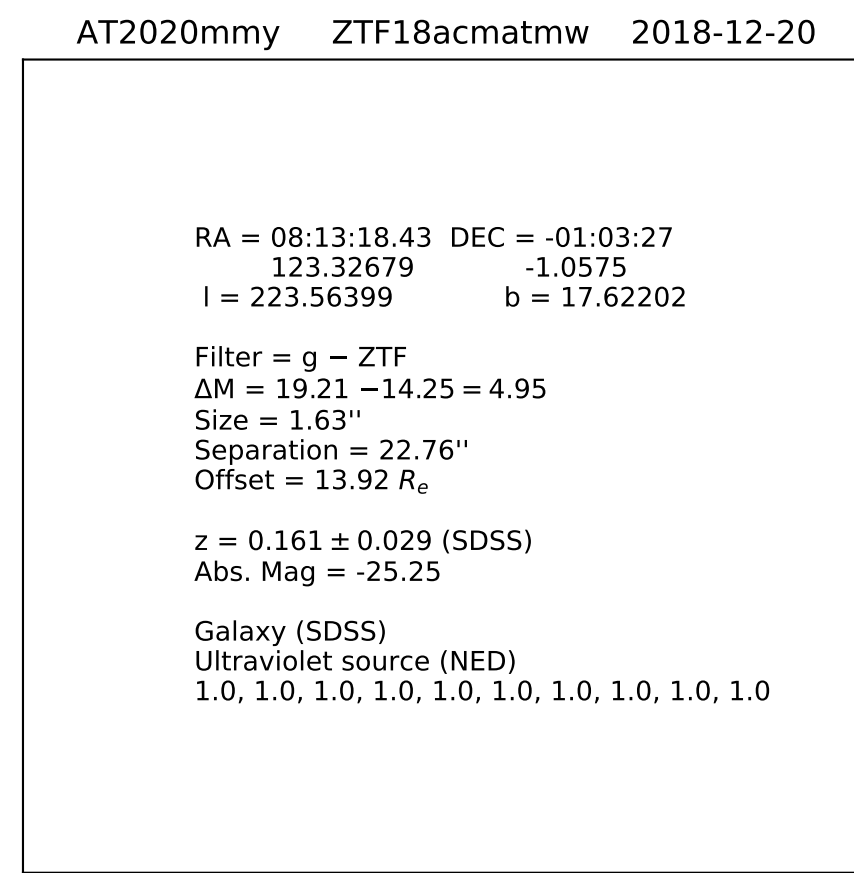 AT2020mmy ZTF18acmatmw 2018-12-20
RA = 08:13:18.43 DEC = -01:03:27
123.32679 -1.0575
l = 223.56399 b = 17.62202
Filter = g − ZTF
ΔM = 19.21 −14.25 = 4.95
Size = 1.63''
Separation = 22.76''
Offset = 13.92 Re
z = 0.161 ± 0.029 (SDSS)
Abs. Mag = -25.25
Galaxy (SDSS)
Ultraviolet source (NED)
1.0, 1.0, 1.0, 1.0, 1.0, 1.0, 1.0, 1.0, 1.0, 1.0